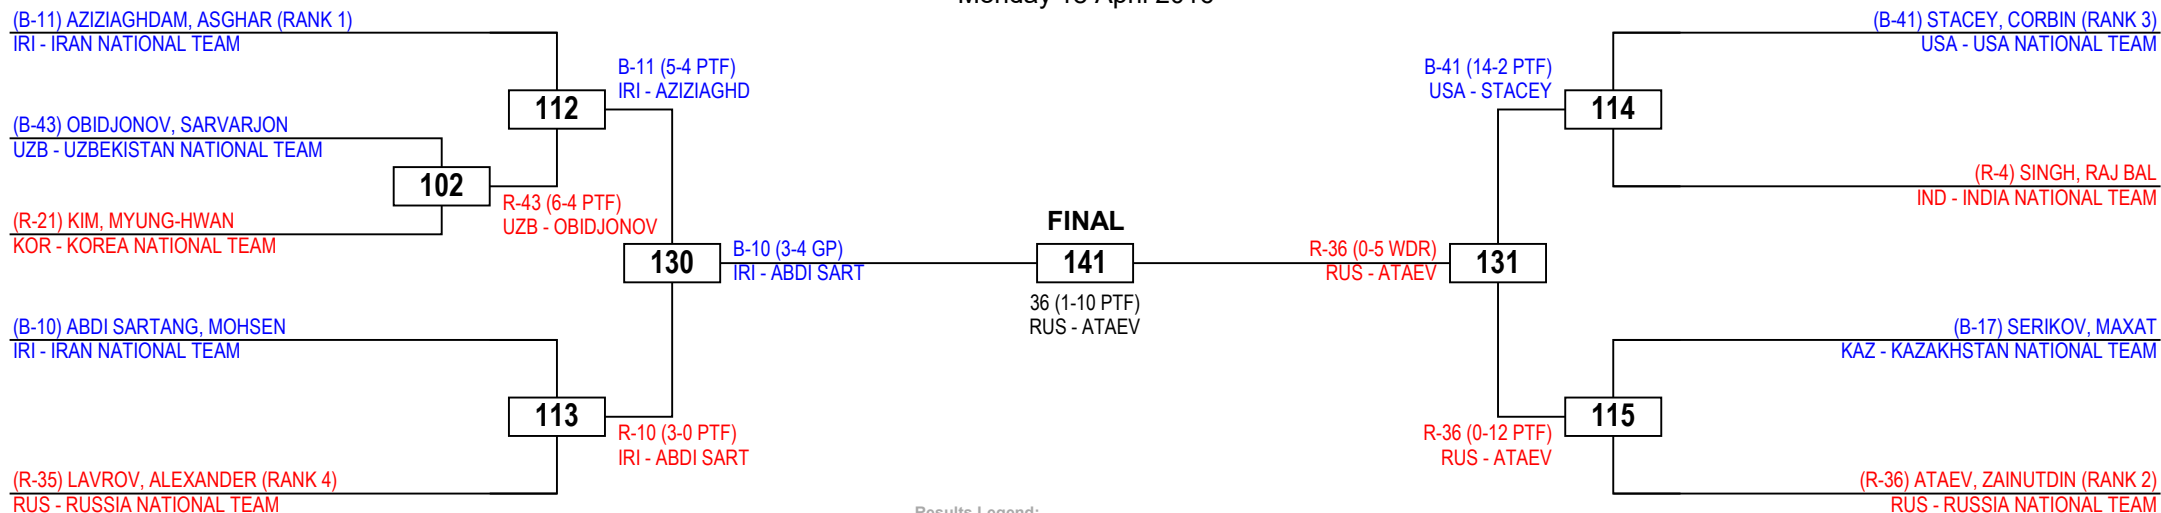 (B-11) AZIZIAGHDAM, ASGHAR (RANK 1)
IRI - IRAN NATIONAL TEAM
(B-43) OBIDJONOV, SARVARJON
UZB - UZBEKISTAN NATIONAL TEAM
(R-21) KIM, MYUNG-HWAN
KOR - KOREA NATIONAL TEAM
(B-10) ABDI SARTANG, MOHSEN
IRI - IRAN NATIONAL TEAM
(R-35) LAVROV, ALEXANDER (RANK 4)
RUS - RUSSIA NATIONAL TEAM
102
R-43 (6-4 PTF)
UZB - OBIDJONOV
112
B-11 (5-4 PTF)
IRI - AZIZIAGHD
113
R-10 (3-0 PTF)
IRI - ABDI SART
130
B-10 (3-4 GP)
IRI - ABDI SART
FINAL
141
36 (1-10 PTF)
RUS - ATAEV
R-36 (0-5 WDR)
RUS - ATAEV
131
B-41 (14-2 PTF)
USA - STACEY
114
R-36 (0-12 PTF)
RUS - ATAEV
115
(B-41) STACEY, CORBIN (RANK 3)
USA - USA NATIONAL TEAM
(R-4) SINGH, RAJ BAL
IND - INDIA NATIONAL TEAM
(B-17) SERIKOV, MAXAT
KAZ - KAZAKHSTAN NATIONAL TEAM
(R-36) ATAEV, ZAINUTDIN (RANK 2)
RUS - RUSSIA NATIONAL TEAM
Results Legend: